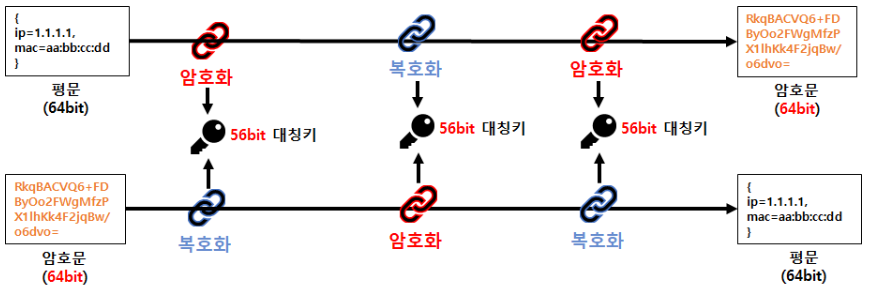 {
ip=1.1.1.1,
mac=aa:bb:cc:dd
}
평문
(64bit)
암호화
복호화
암호화
RkqBACVQ6+FD
ByOo2FWgMfzP
X1lhKk4F2jqBw/
o6dvo=
암호문
(64bit)
56bit 대칭키
56bit 대칭키
56bit 대칭키
RkqBACVQ6+FD
ByOo2FWgMfzP
X1lhKk4F2jqBw/
o6dvo=
암호문
(64bit)
복호화
암호화
복호화
{
ip=1.1.1.1,
mac=aa:bb:cc:dd
}
평문
(64bit)